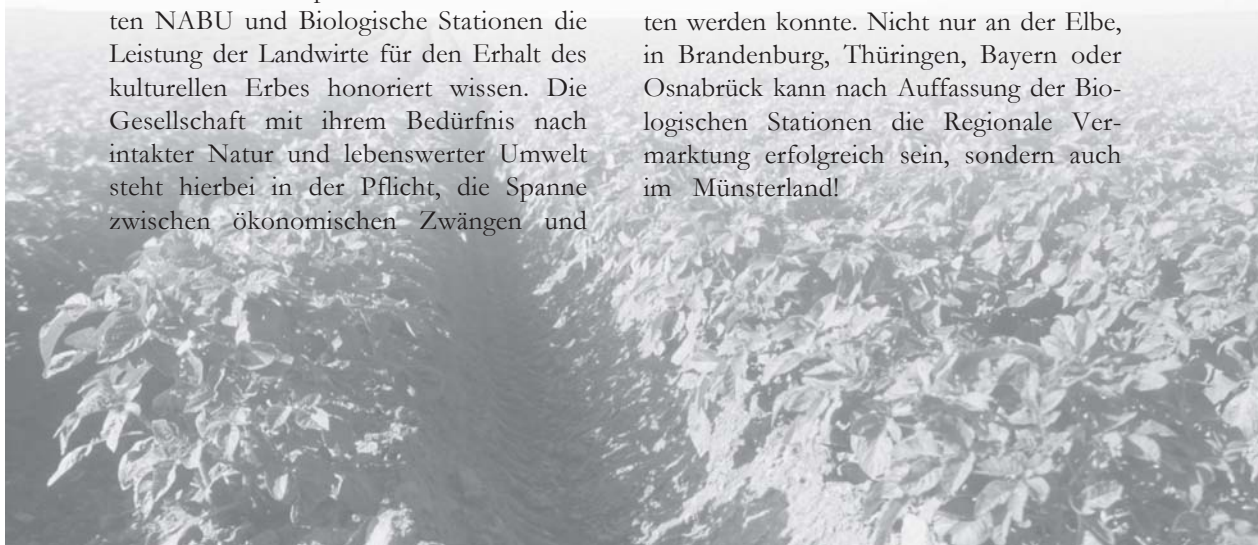 ten NABU und Biologische Stationen die
Leistung der Landwirte für den Erhalt des
kulturellen Erbes honoriert wissen. Die
Gesellschaft mit ihrem Bedürfnis nach
intakter Natur und lebenswerter Umwelt
steht hierbei in der Pflicht, die Spanne
zwischen ökonomischen Zwängen und
ten werden konnte. Nicht nur an der Elbe,
in Brandenburg, Thüringen, Bayern oder
Osnabrück kann nach Auffassung der Bio-
logischen Stationen die Regionale Ver-
marktung erfolgreich sein, sondern auch
im Münsterland!